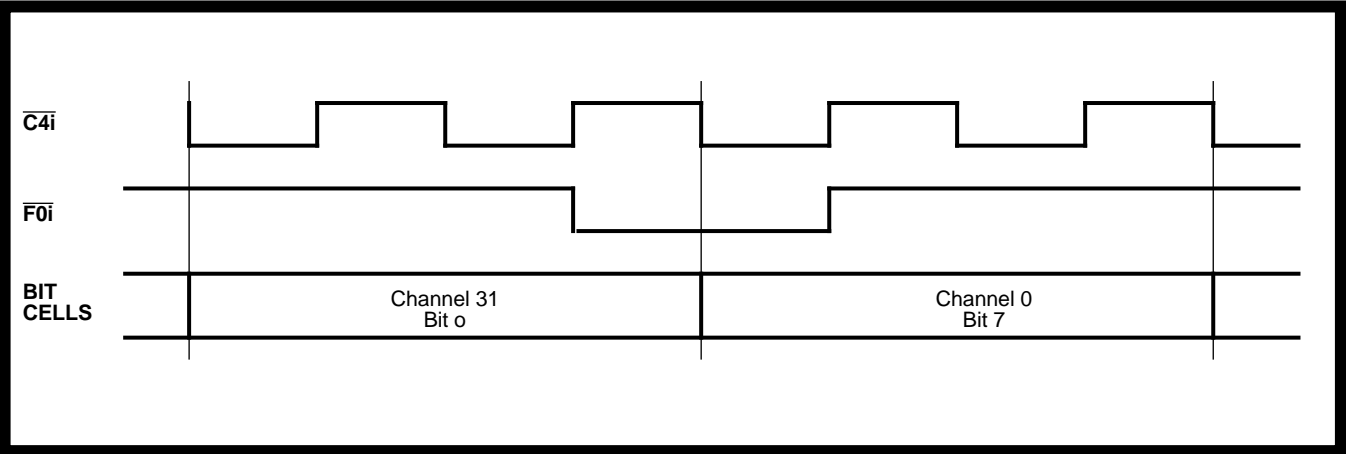 C4i
F0i
BIT
CELLS
Channel 31
Bit o
Channel 0
Bit 7